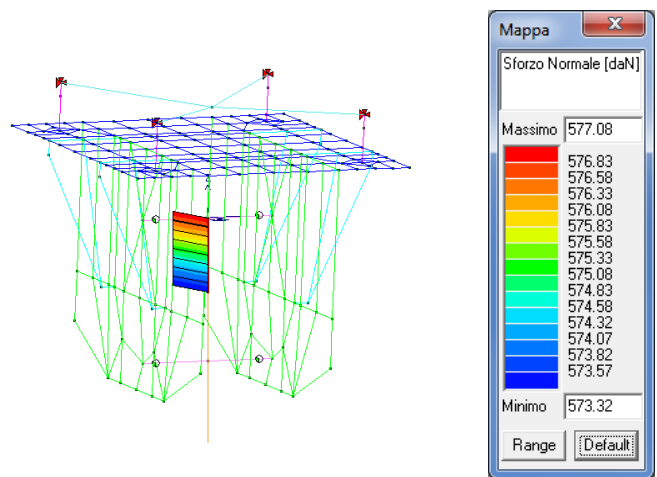 Mappa
Sforzo Normale [daN]
Massimo 577.08
576.83
576.58
576.33
576.08
575.83
575.58
575.33
575.08
574.83
574.58
574.32
574.07
573.82
573.57
Minimo 573.32
Range Default